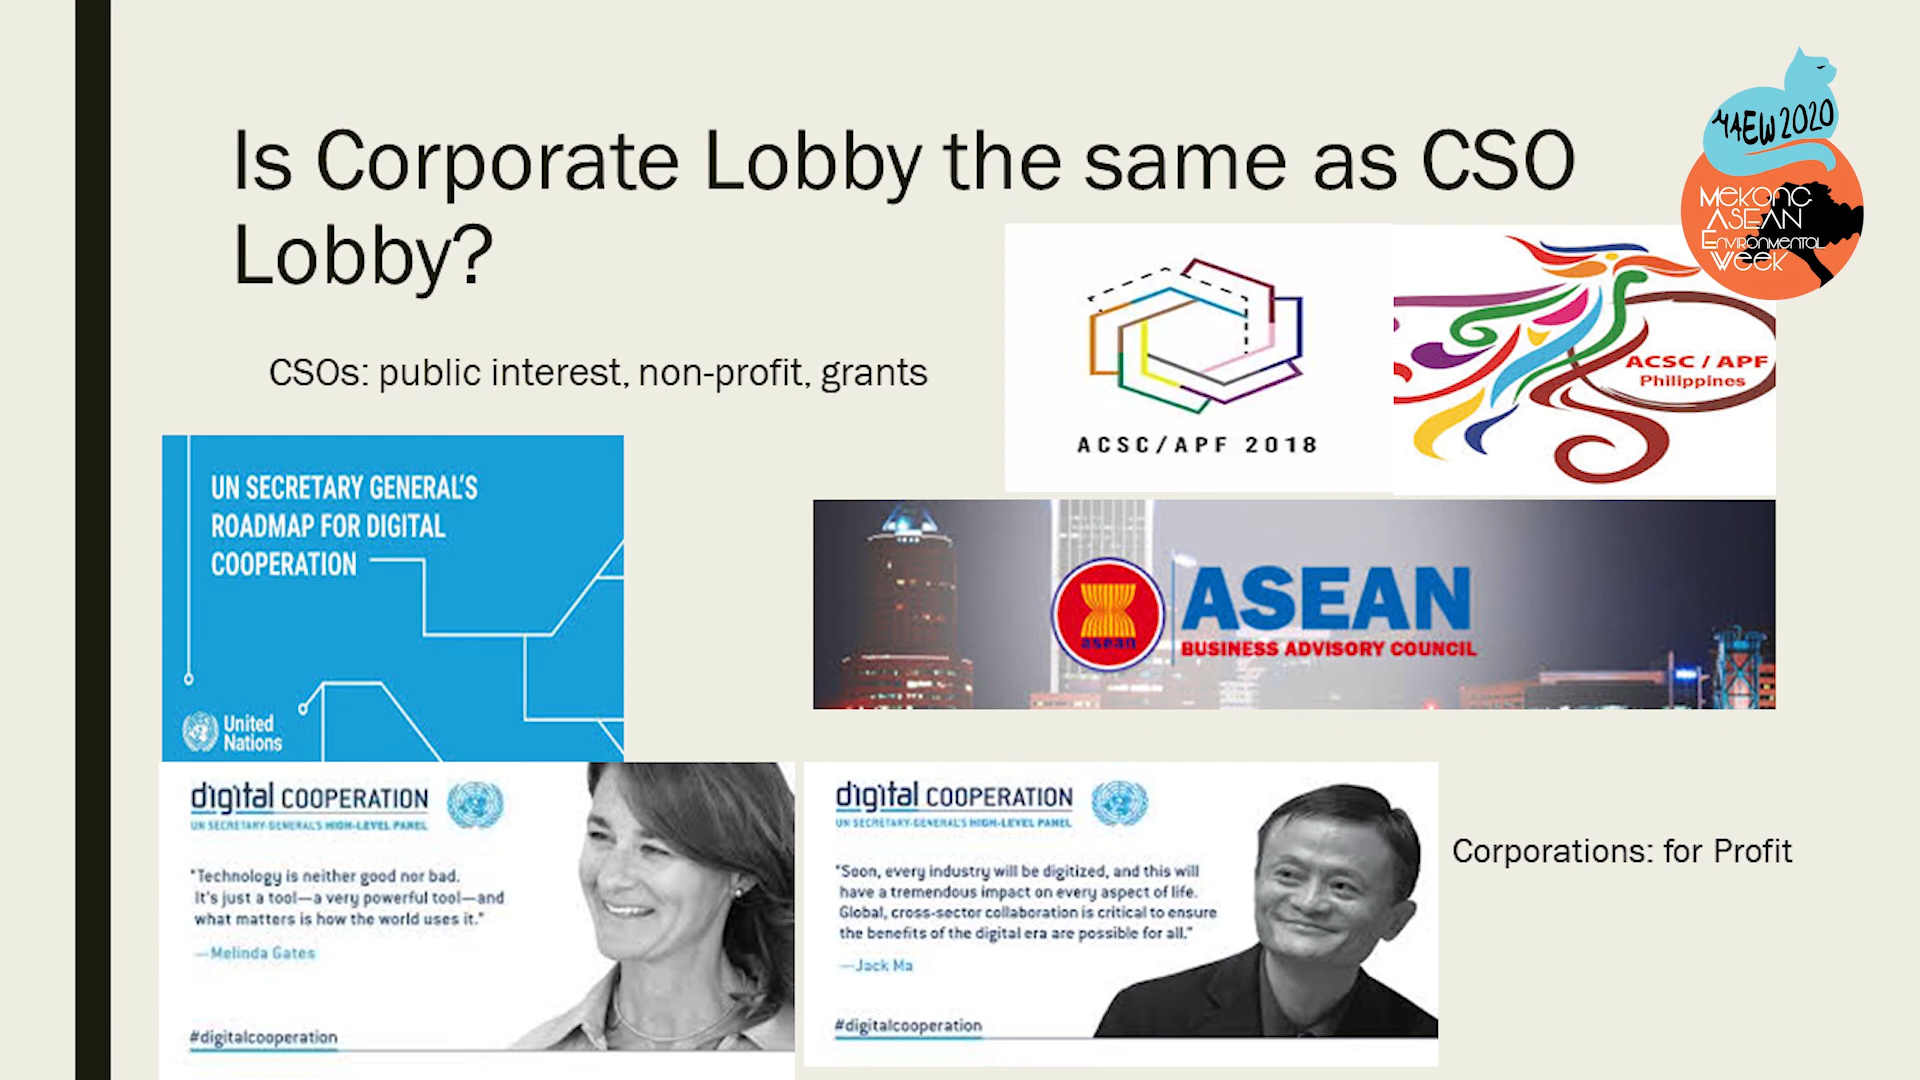 Is Corporate Lobby the same as CSO
Lobby?
MAEW 2020
MEKONG
ASEAN
ENVIRONMENTAL
WEEK
CSOs: public interest, non-profit, grants
ACSC/APF 2018
ACSC / APF
Philippines
UN SECRETARY GENERAL'S
ROADMAP FOR DIGITAL
COOPERATION
United
Nations
asean
ASEAN
BUSINESS ADVISORY COUNCIL
digital COOPERATION
UN SECRETARY-GENERAL'S HIGH-LEVEL PANEL
"Technology is neither good nor bad.
It's just a tool—a very powerful tool—and
what matters is how the world uses it."
—Melinda Gates
#digitalcooperation
digital COOPERATION
UN SECRETARY-GENERAL'S HIGH-LEVEL PANEL
"Soon, every industry will be digitized, and this will
have a tremendous impact on every aspect of life.
Global, cross-sector collaboration is critical to ensure
the benefits of the digital era are possible for all."
—Jack Ma
#digitalcooperation
Corporations: for Profit